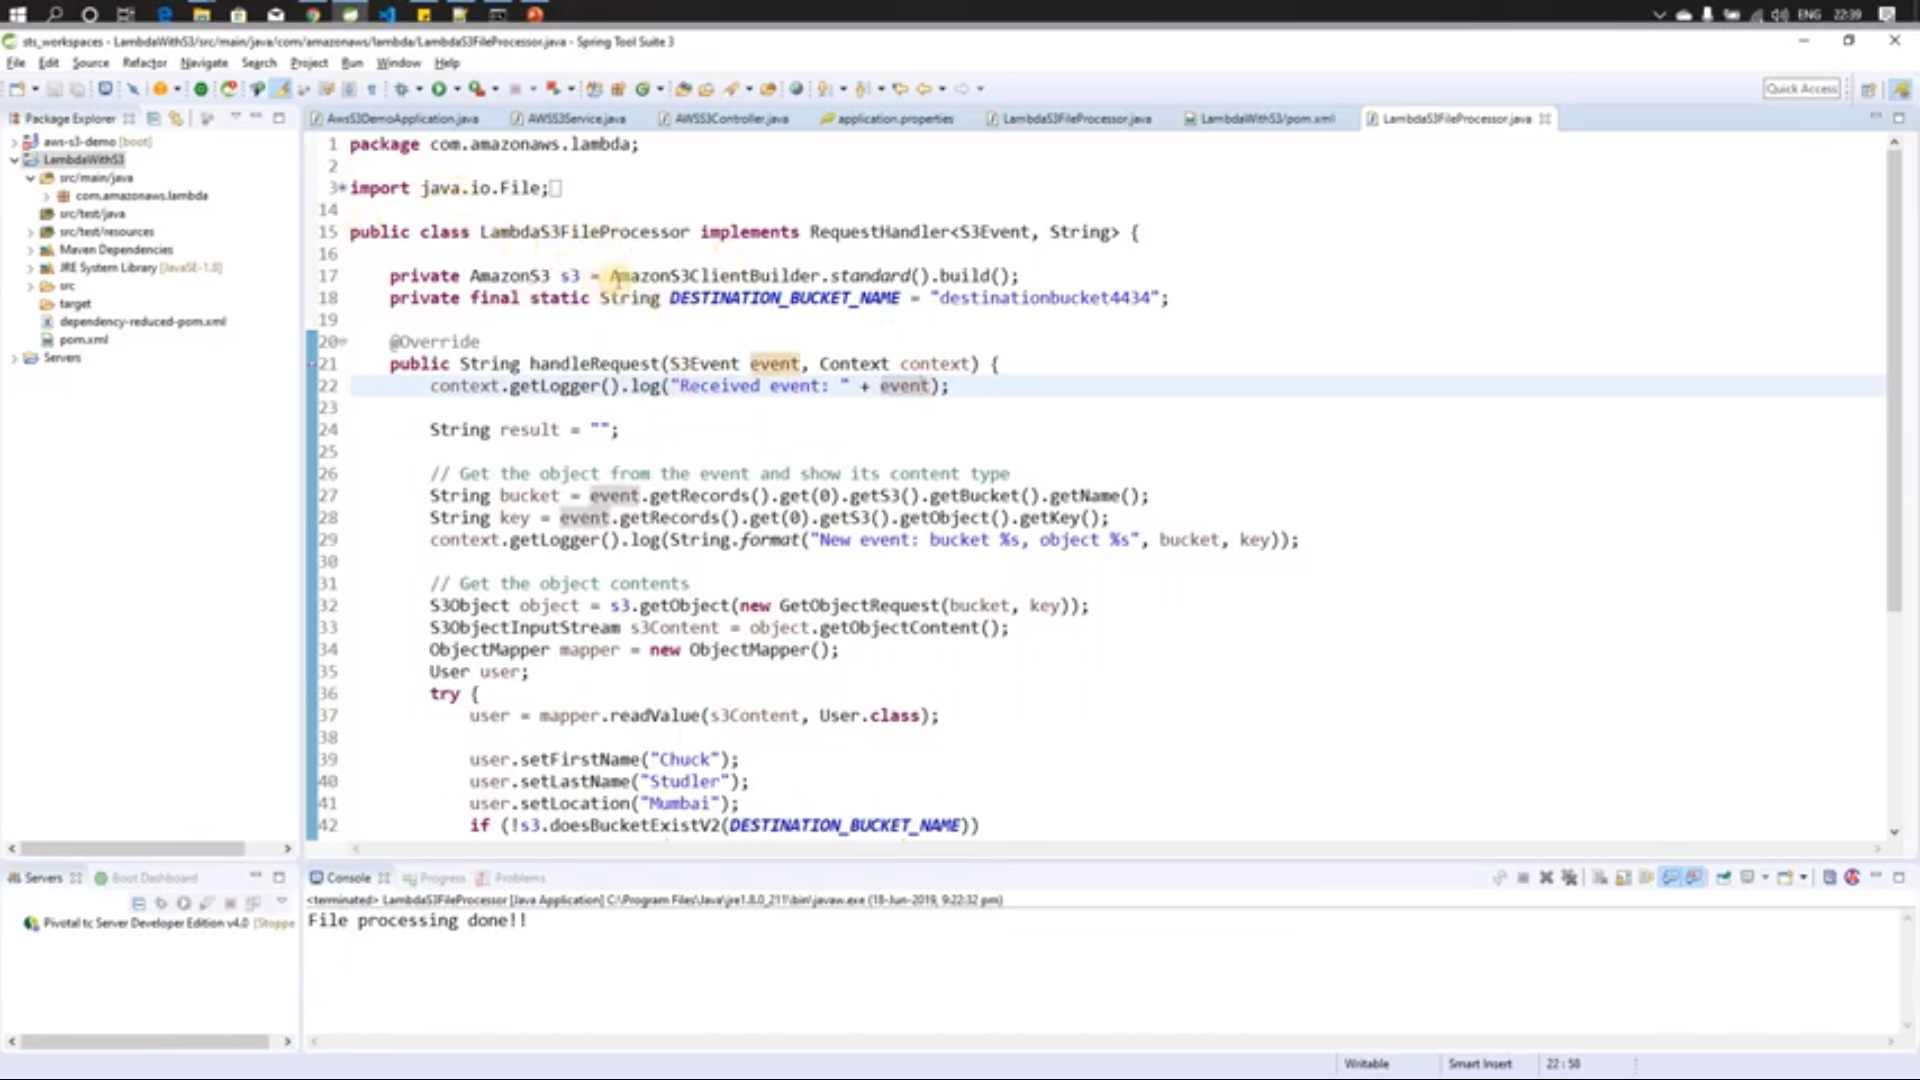 ENG 22:39
sts_workspaces - LambdaWithS3/src/main/java/com/amazonaws/lambda/LambdaS3FileProcessor.java - Spring Tool Suite 3
File Edit Source Refactor Navigate Search Project Run Window Help
Quick Access
Package Explorer
AwsS3DemoApplication.java AWSS3Service.java AWSS3Controller.java application.properties LambdaS3FileProcessor.java LambdaWithS3/pom.xml LambdaS3FileProcessor.java
aws-s3-demo [boot]
LambdaWithS3
src/main/java
com.amazonaws.lambda
src/test/java
src/test/resources
Maven Dependencies
JRE System Library [JavaSE-1.8]
src
target
dependency-reduced-pom.xml
pom.xml
Servers
1 package com.amazonaws.lambda;
2
3 import java.io.File;
14
15 public class LambdaS3FileProcessor implements RequestHandler<S3Event, String> {
16
17 private AmazonS3 s3 = AmazonS3ClientBuilder.standard().build();
18 private final static String DESTINATION_BUCKET_NAME = "destinationbucket4434";
19
20 @Override
21 public String handleRequest(S3Event event, Context context) {
22 context.getLogger().log("Received event: " + event);
23
24 String result = "";
25
26 // Get the object from the event and show its content type
27 String bucket = event.getRecords().get(0).getS3().getBucket().getName();
28 String key = event.getRecords().get(0).getS3().getObject().getKey();
29 context.getLogger().log(String.format("New event: bucket %s, object %s", bucket, key));
30
31 // Get the object contents
32 S3Object object = s3.getObject(new GetObjectRequest(bucket, key));
33 S3ObjectInputStream s3Content = object.getObjectContent();
34 ObjectMapper mapper = new ObjectMapper();
35 User user;
36 try {
37 user = mapper.readValue(s3Content, User.class);
38
39 user.setFirstName("Chuck");
40 user.setLastName("Studler");
41 user.setLocation("Mumbai");
42 if (!s3.doesBucketExistV2(DESTINATION_BUCKET_NAME))
Servers Boot Dashboard
Pivotal tc Server Developer Edition v4.0 [Stoppe
Console Progress Problems
<terminated> LambdaS3FileProcessor [Java Application] C:\Program Files\Java\jre1.8.0_211\bin\javaw.exe (18-Jun-2019, 9:22:32 pm)
File processing done!!
Writable Smart Insert 22 : 58